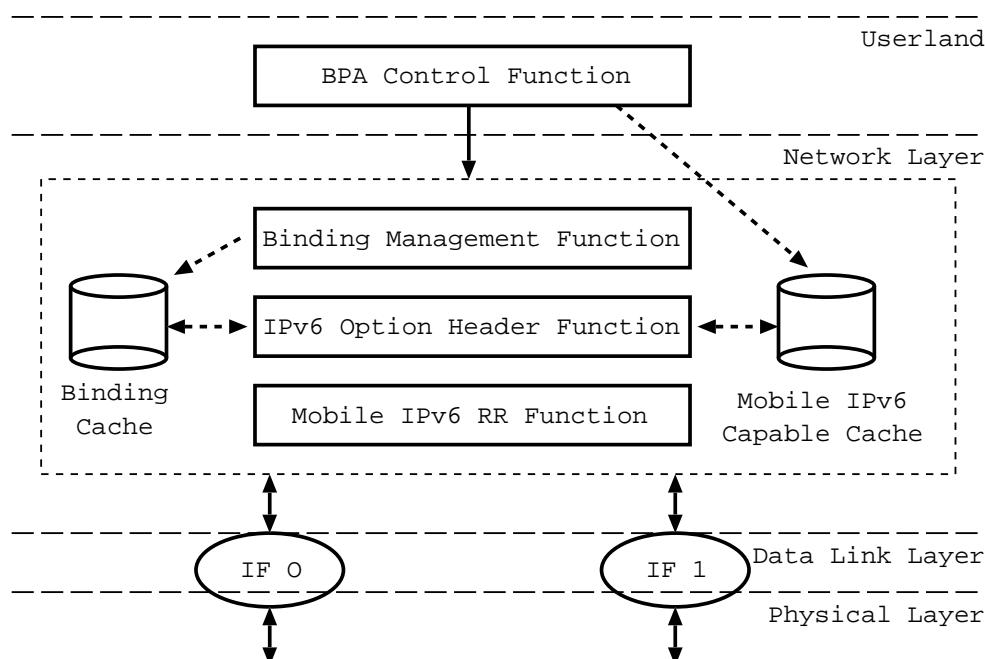 Userland
BPA Control Function
Network Layer
Binding Management Function
IPv6 Option Header Function
Binding
Cache
Mobile IPv6 RR Function
Mobile IPv6
Capable Cache
IF 0
IF 1
Data Link Layer
Physical Layer